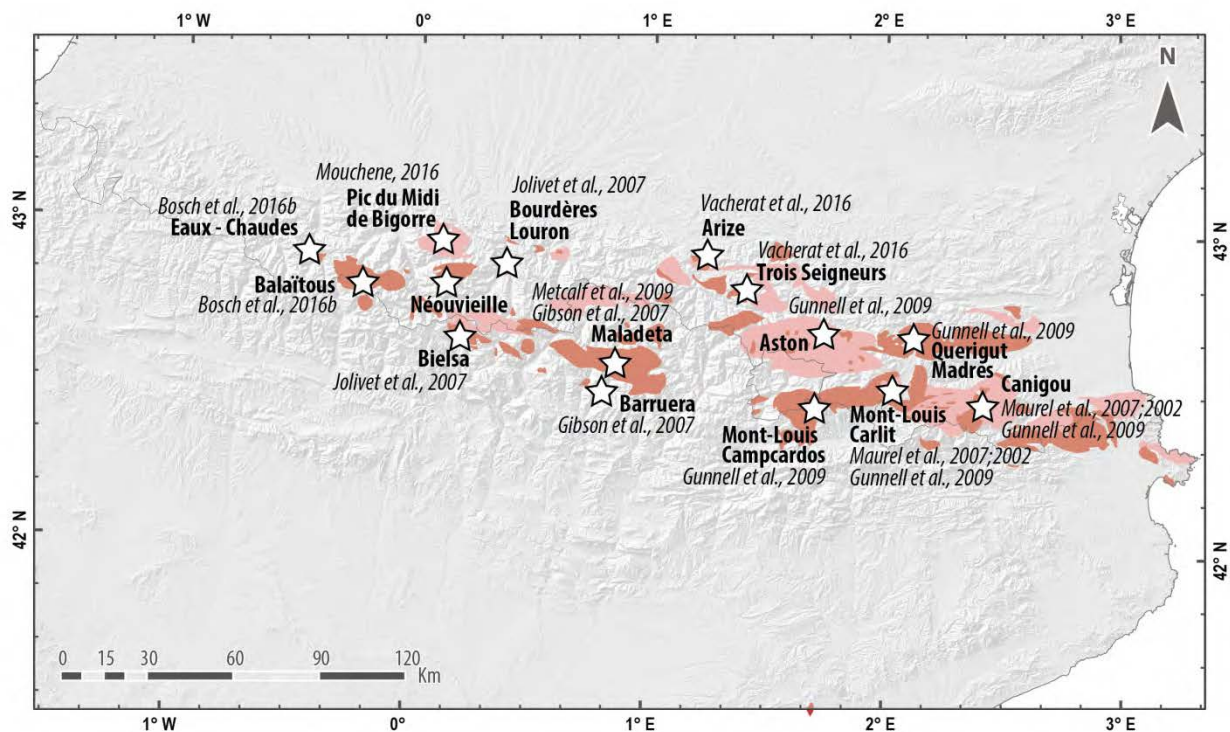 1° W
0°
1° E
2° E
3° E
N
43° N
43° N
Mouchene, 2016
Pic du Midi
de Bigorre
Jolivet et al., 2007
Bourdères
Louron
Bosch et al., 2016b
Eaux - Chaudes
Vacherat et al., 2016
Arize
Vacherat et al., 2016
Trois Seigneurs
Balaïtous
Bosch et al., 2016b
Néouvieille
Metcalf et al., 2009
Gibson et al., 2007
Maladeta
Gunnell et al., 2009
Aston
Gunnell et al., 2009
Querigut
Madrés
Bielsa
Jolivet et al., 2007
Barruera
Gibson et al., 2007
Canigou
Maurel et al., 2007;2002
Gunnell et al., 2009
Mont-Louis
Campcardos
Gunnell et al., 2009
Mont-Louis
Carlit
Maurel et al., 2007;2002
Gunnell et al., 2009
42° N
42° N
0 15 30 60 90 120
Km
1° W
0°
1° E
2° E
3° E